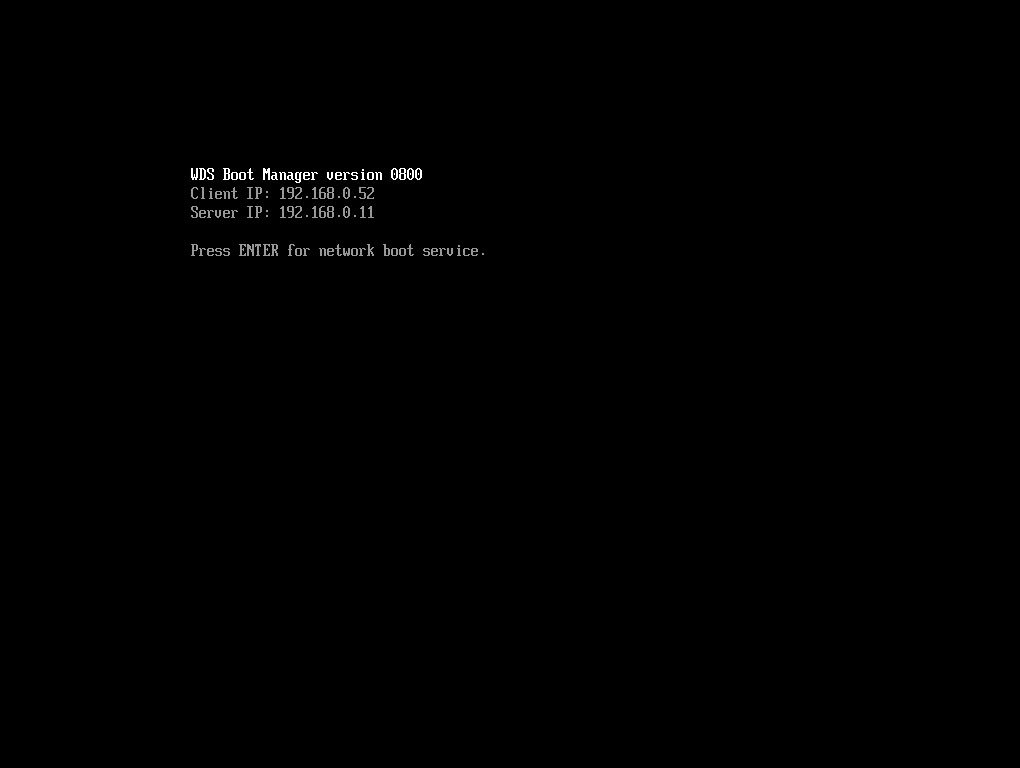 WDS Boot Manager version 0800
Client IP: 192.168.0.52
Server IP: 192.168.0.11
Press ENTER for network boot service.